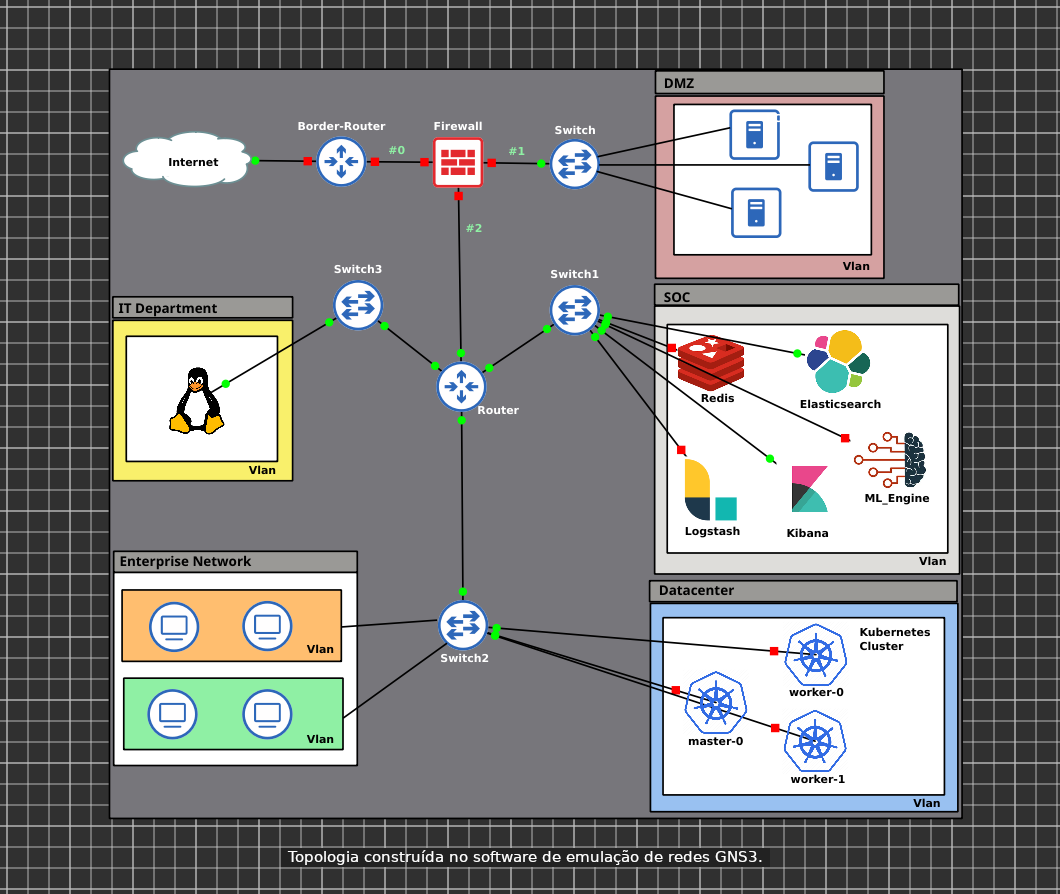 DMZ
Border-Router
Firewall
Switch
#0
#1
Internet
#2
Vlan
Switch3
Switch1
SOC
IT Department
Redis
Elasticsearch
Router
Vlan
ML_Engine
Logstash
Kibana
Vlan
Enterprise Network
Datacenter
Kubernetes
Cluster
Vlan
Switch2
worker-0
Vlan
master-0
worker-1
Vlan
Topologia construída no software de emulação de redes GNS3.